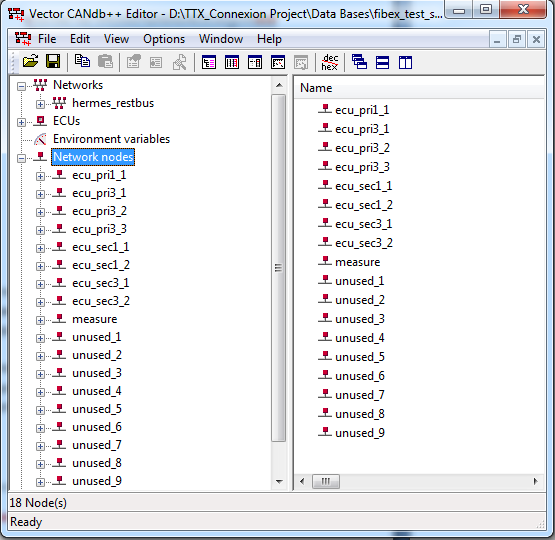 Vector CANdb++ Editor - D:\TTX_Connexion Project\Data Bases\fibex_test_s...
File Edit View Options Window Help
.dec
hex
Networks
hermes_restbus
ECUs
Environment variables
Network nodes
ecu_pri1_1
ecu_pri3_1
ecu_pri3_2
ecu_pri3_3
ecu_sec1_1
ecu_sec1_2
ecu_sec3_1
ecu_sec3_2
measure
unused_1
unused_2
unused_3
unused_4
unused_5
unused_6
unused_7
unused_8
unused_9
Name
ecu_pri1_1
ecu_pri3_1
ecu_pri3_2
ecu_pri3_3
ecu_sec1_1
ecu_sec1_2
ecu_sec3_1
ecu_sec3_2
measure
unused_1
unused_2
unused_3
unused_4
unused_5
unused_6
unused_7
unused_8
unused_9
18 Node(s)
Ready